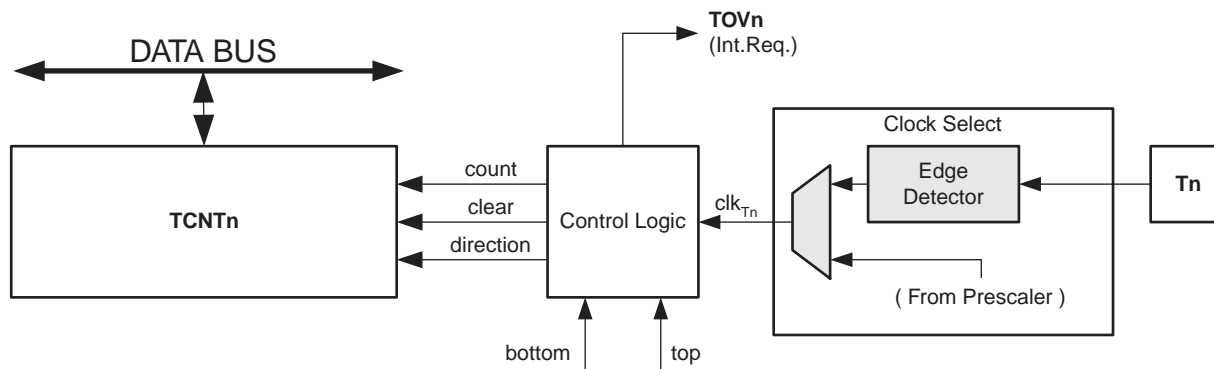 TOVn
(Int.Req.)
DATA BUS
Clock Select
count
Edge
Detector
Tn
clear
TCNTn
Control Logic
clkTn
direction
( From Prescaler )
bottom
top